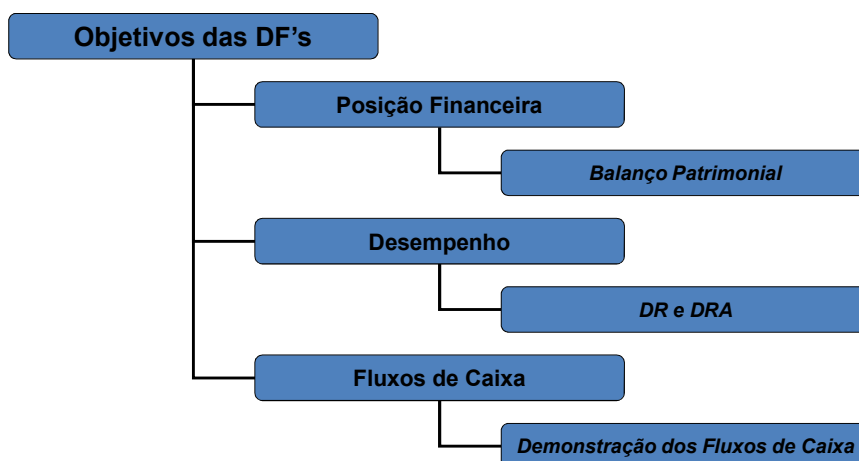 Objetivos das DF’s
Posição Financeira
Balanço Patrimonial
Desempenho
DR e DRA
Fluxos de Caixa
Demonstração dos Fluxos de Caixa